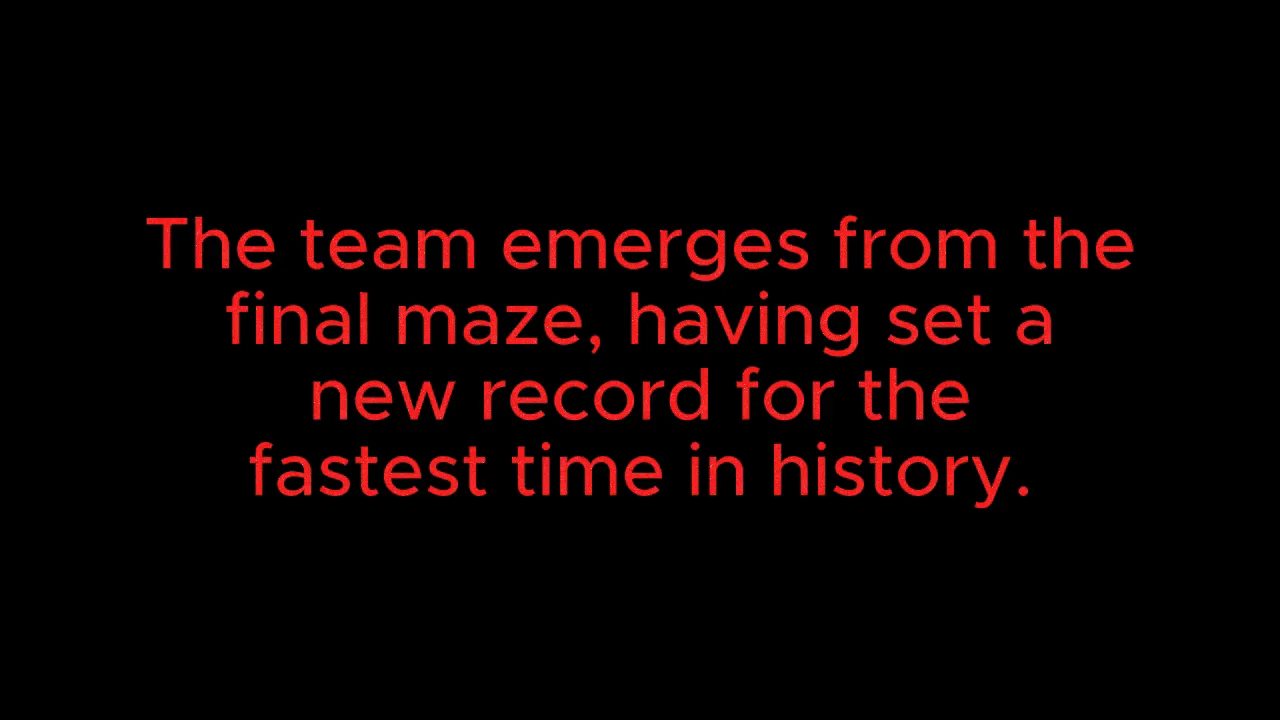 The team emerges from the
final maze, having set a
new record for the
fastest time in history.